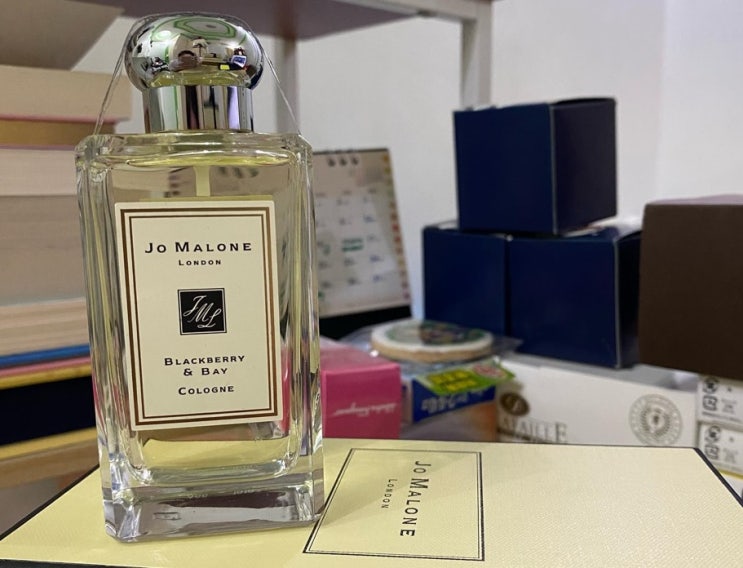 JO MALONE
LONDON
JML
BLACKBERRY
& BAY
COLOGNE
JO MALONE
LONDON